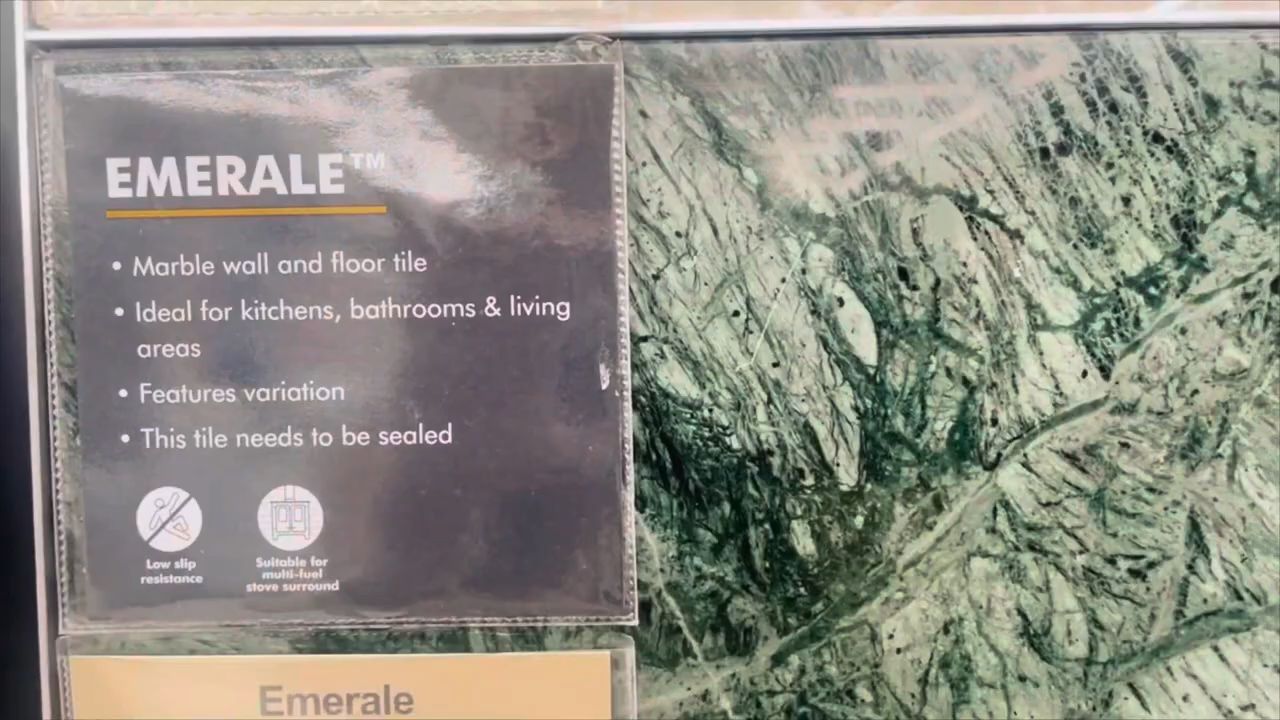 EMERALE™
• Marble wall and floor tile
• Ideal for kitchens, bathrooms & living
areas
• Features variation
• This tile needs to be sealed
Low slip
resistance
Suitable for
multi-fuel
stove surround
Emerale